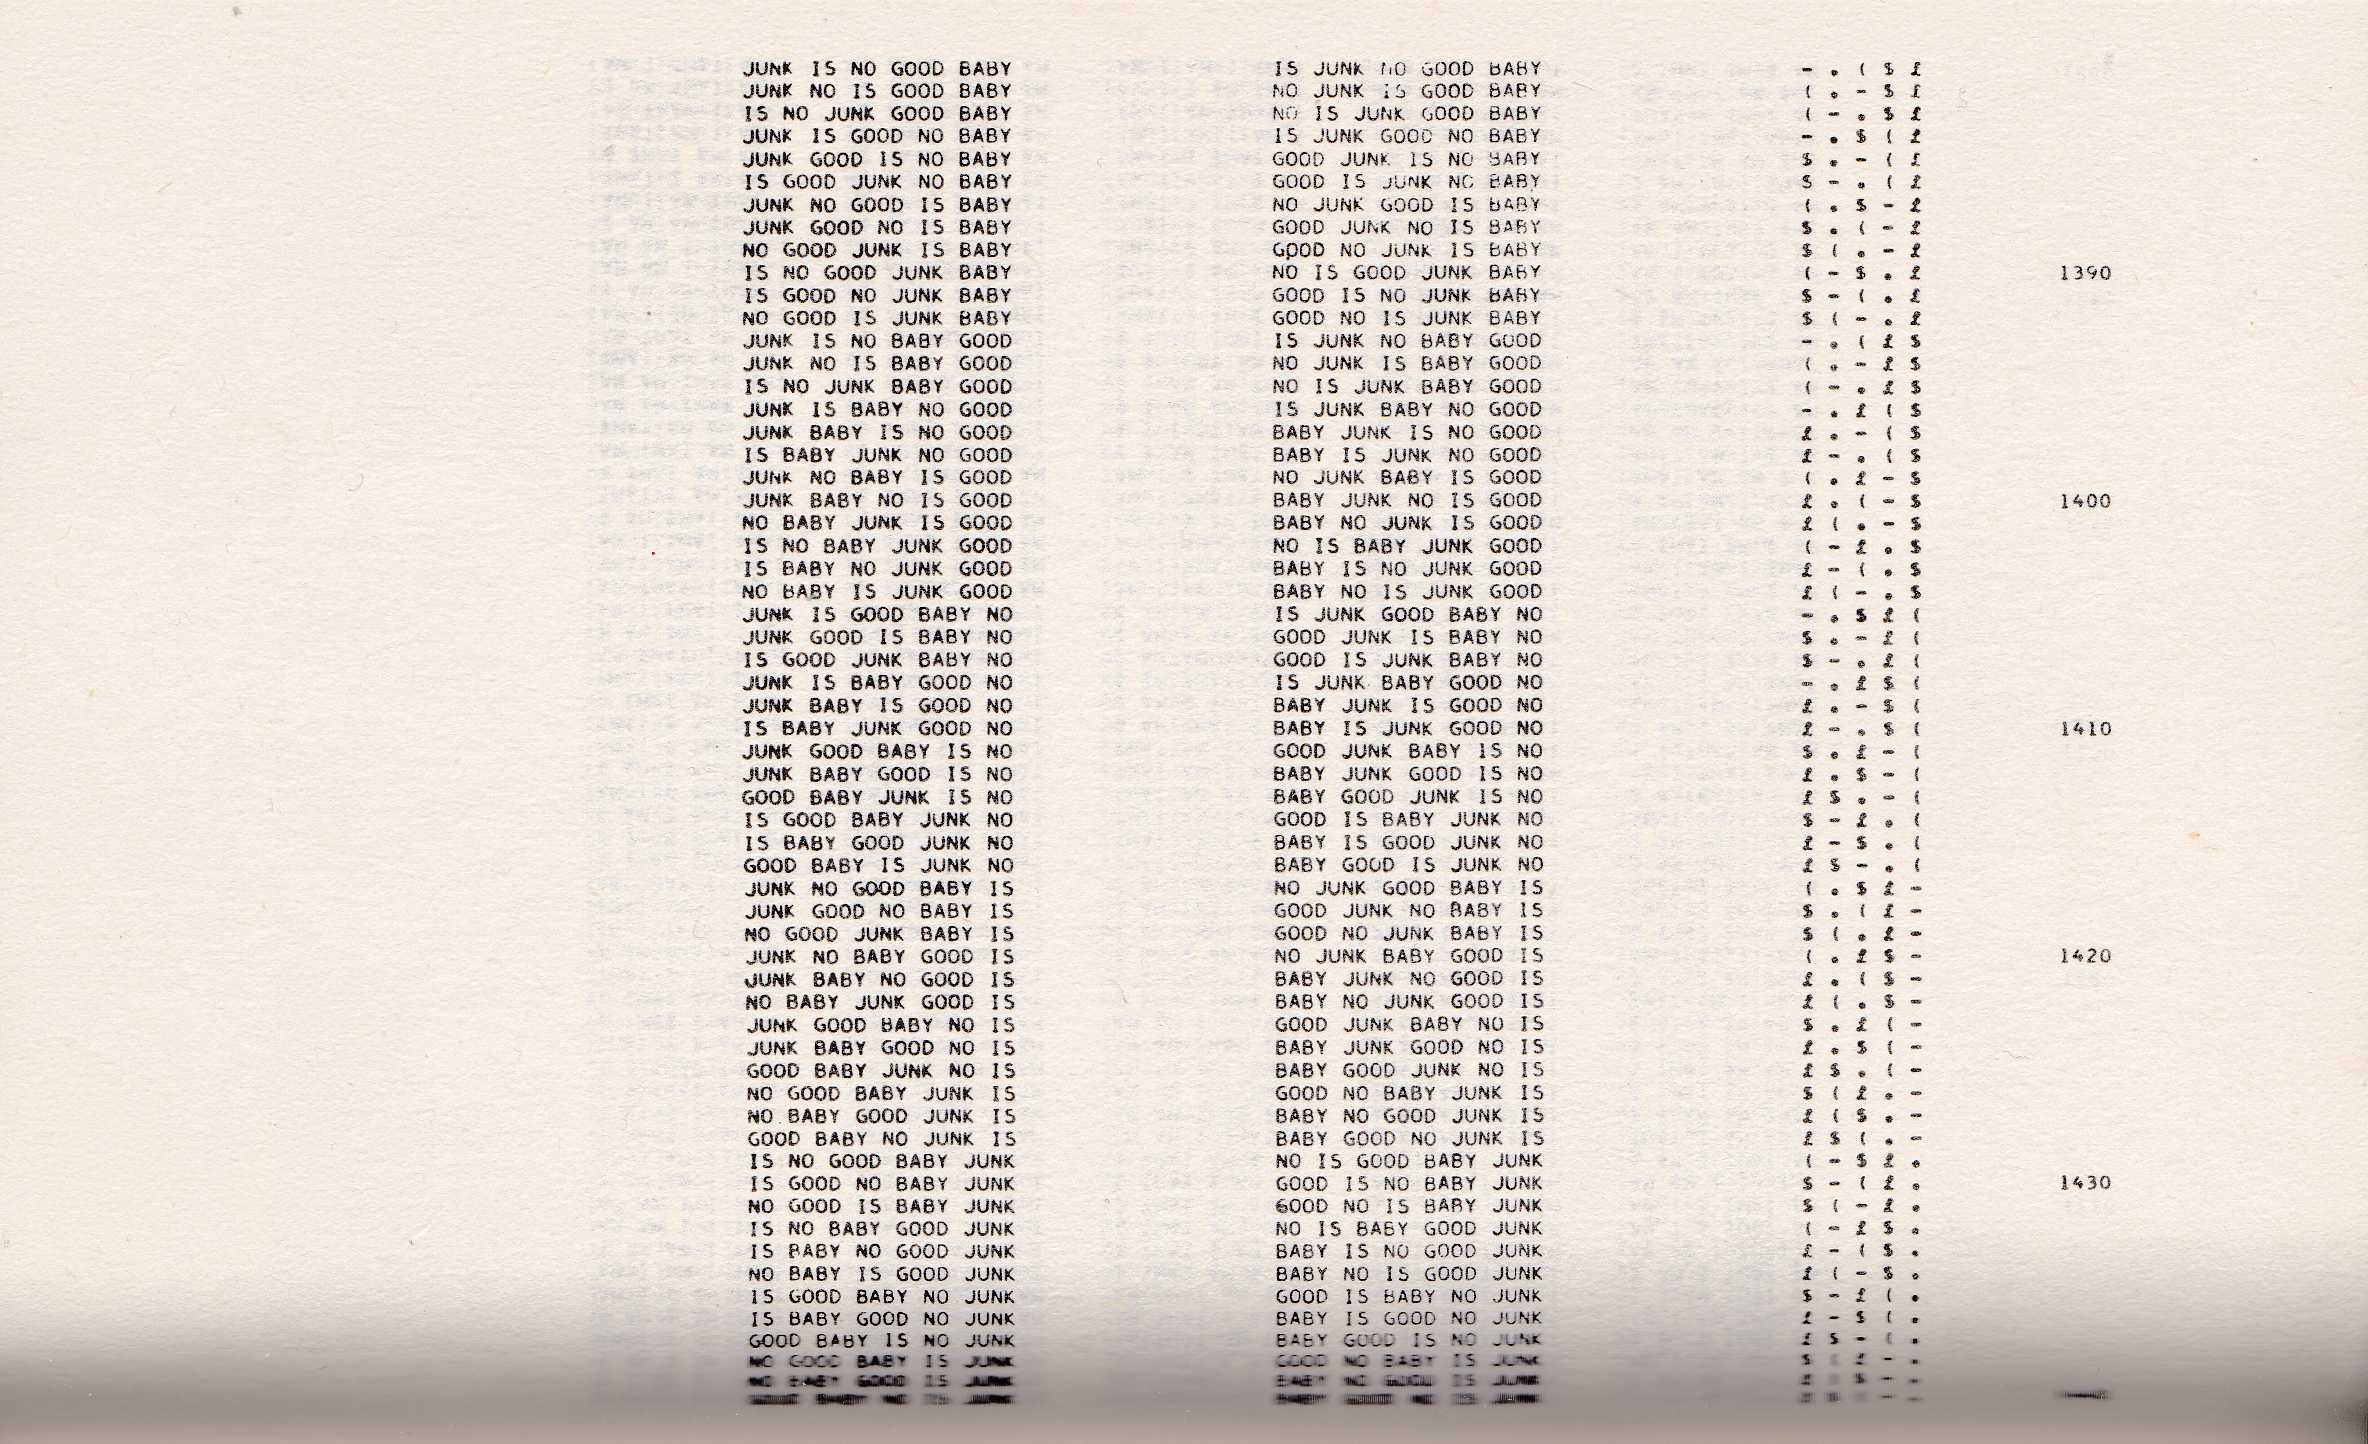 JUNK IS NO GOOD BABY IS JUNK NO GOOD BABY - . ( $ £
JUNK NO IS GOOD BABY NO JUNK IS GOOD BABY ( . - $ £
IS NO JUNK GOOD BABY NO IS JUNK GOOD BABY ( - . $ £
JUNK IS GOOD NO BABY IS JUNK GOOD NO BABY - . $ ( £
JUNK GOOD IS NO BABY GOOD JUNK IS NO BABY $ . - ( £
IS GOOD JUNK NO BABY GOOD IS JUNK NO BABY $ - . ( £
JUNK NO GOOD IS BABY NO JUNK GOOD IS BABY ( . $ - £
JUNK GOOD NO IS BABY GOOD JUNK NO IS BABY $ . ( - £
NO GOOD JUNK IS BABY GOOD NO JUNK IS BABY $ ( . - £
IS NO GOOD JUNK BABY NO IS GOOD JUNK BABY ( - $ . £ 1390
IS GOOD NO JUNK BABY GOOD IS NO JUNK BABY $ - ( . £
NO GOOD IS JUNK BABY GOOD NO IS JUNK BABY $ ( - . £
JUNK IS NO BABY GOOD IS JUNK NO BABY GOOD - . ( £ $
JUNK NO IS BABY GOOD NO JUNK IS BABY GOOD ( . - £ $
IS NO JUNK BABY GOOD NO IS JUNK BABY GOOD ( - . £ $
JUNK IS BABY NO GOOD IS JUNK BABY NO GOOD - . £ ( $
JUNK BABY IS NO GOOD BABY JUNK IS NO GOOD £ . - ( $
IS BABY JUNK NO GOOD BABY IS JUNK NO GOOD £ - . ( $
JUNK NO BABY IS GOOD NO JUNK BABY IS GOOD ( . £ - $
JUNK BABY NO IS GOOD BABY JUNK NO IS GOOD £ . ( - $ 1400
NO BABY JUNK IS GOOD BABY NO JUNK IS GOOD £ ( . - $
IS NO BABY JUNK GOOD NO IS BABY JUNK GOOD ( - £ . $
IS BABY NO JUNK GOOD BABY IS NO JUNK GOOD £ - ( . $
NO BABY IS JUNK GOOD BABY NO IS JUNK GOOD £ ( - . $
JUNK IS GOOD BABY NO IS JUNK GOOD BABY NO - . $ £ (
JUNK GOOD IS BABY NO GOOD JUNK IS BABY NO $ . - £ (
IS GOOD JUNK BABY NO GOOD IS JUNK BABY NO $ - . £ (
JUNK IS BABY GOOD NO IS JUNK BABY GOOD NO - . £ $ (
JUNK BABY IS GOOD NO BABY JUNK IS GOOD NO £ . - $ (
IS BABY JUNK GOOD NO BABY IS JUNK GOOD NO £ - . $ ( 1410
JUNK GOOD BABY IS NO GOOD JUNK BABY IS NO $ . £ - (
JUNK BABY GOOD IS NO BABY JUNK GOOD IS NO £ . $ - (
GOOD BABY JUNK IS NO BABY GOOD JUNK IS NO £ $ . - (
IS GOOD BABY JUNK NO GOOD IS BABY JUNK NO $ - £ . (
IS BABY GOOD JUNK NO BABY IS GOOD JUNK NO £ - $ . (
GOOD BABY IS JUNK NO BABY GOOD IS JUNK NO £ $ - . (
JUNK NO GOOD BABY IS NO JUNK GOOD BABY IS ( . $ £ -
JUNK GOOD NO BABY IS GOOD JUNK NO BABY IS $ . ( £ -
NO GOOD JUNK BABY IS GOOD NO JUNK BABY IS $ ( . £ -
JUNK NO BABY GOOD IS NO JUNK BABY GOOD IS ( . £ $ - 1420
JUNK BABY NO GOOD IS BABY JUNK NO GOOD IS £ . ( $ -
NO BABY JUNK GOOD IS BABY NO JUNK GOOD IS £ ( . $ -
JUNK GOOD BABY NO IS GOOD JUNK BABY NO IS $ . £ ( -
JUNK BABY GOOD NO IS BABY JUNK GOOD NO IS £ . $ ( -
GOOD BABY JUNK NO IS BABY GOOD JUNK NO IS £ $ . ( -
NO GOOD BABY JUNK IS GOOD NO BABY JUNK IS $ ( £ . -
NO BABY GOOD JUNK IS BABY NO GOOD JUNK IS £ ( $ . -
GOOD BABY NO JUNK IS BABY GOOD NO JUNK IS £ $ ( . -
IS NO GOOD BABY JUNK NO IS GOOD BABY JUNK ( - $ £ .
IS GOOD NO BABY JUNK GOOD IS NO BABY JUNK $ - ( £ . 1430
NO GOOD IS BABY JUNK GOOD NO IS BABY JUNK $ ( - £ .
IS NO BABY GOOD JUNK NO IS BABY GOOD JUNK ( - £ $ .
IS BABY NO GOOD JUNK BABY IS NO GOOD JUNK £ - ( $ .
NO BABY IS GOOD JUNK BABY NO IS GOOD JUNK £ ( - $ .
IS GOOD BABY NO JUNK GOOD IS BABY NO JUNK $ - £ ( .
IS BABY GOOD NO JUNK BABY IS GOOD NO JUNK £ - $ ( .
GOOD BABY IS NO JUNK BABY GOOD IS NO JUNK £ $ - ( .
NO GOOD BABY IS JUNK GOOD NO BABY IS JUNK $ ( £ - .
NO BABY GOOD IS JUNK BABY NO GOOD IS JUNK £ ( $ - .